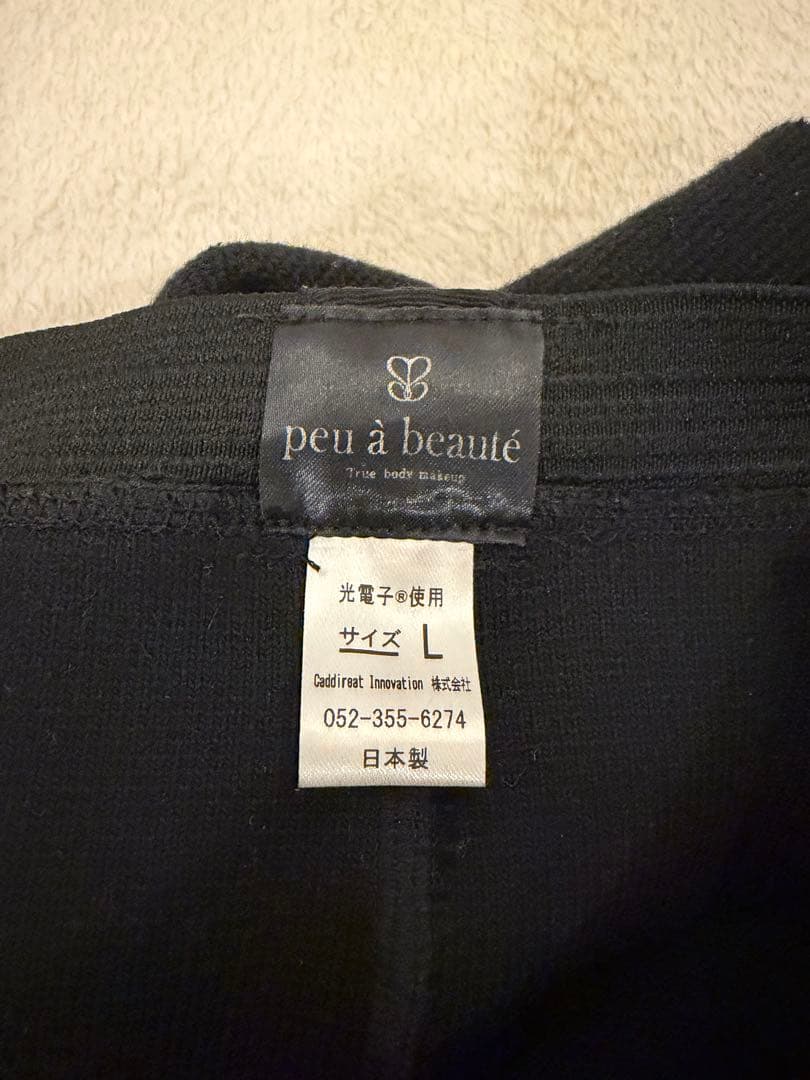 peu à beauté
True body makeup
光電子®使用
サイズ L
Caddireat Innovation 株式会社
052-355-6274
日本製